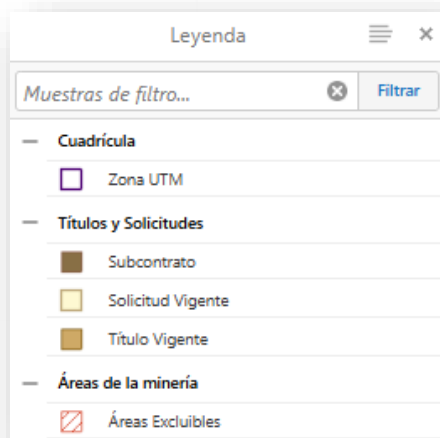 Leyenda
Muestras de filtro...
Filtrar
Cuadrícula
Zona UTM
Títulos y Solicitudes
Subcontrato
Solicitud Vigente
Título Vigente
Áreas de la minería
Áreas Excluibles